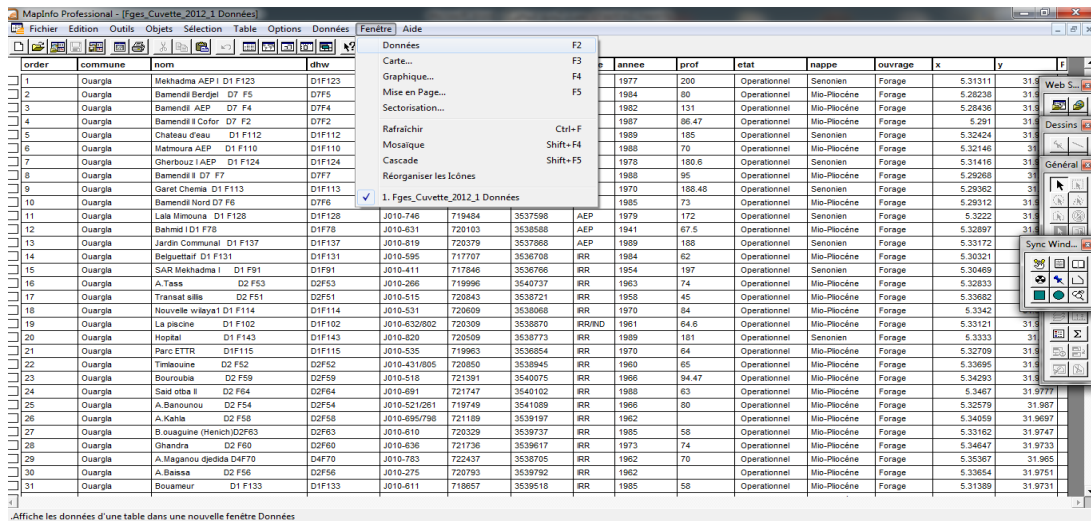 MapInfo Professional - [Fges_Cuvette_2012_1 Données]
Fichier Edition Outils Objets Sélection Table Options Données Fenêtre Aide
Données F2
Carte... F3
Graphique... F4
Mise en Page... F5
Sectorisation...
Rafraîchir Ctrl+F
Mosaïque Shift+F4
Cascade Shift+F5
Réorganiser les Icônes
1. Fges_Cuvette_2012_1 Données
order commune nom dhw annee prof etat nappe ouvrage x y
1 Ouargla Mekhadma AEP I D1 F123 D1F123 1977 200 Operationnel Senonien Forage 5.31311
2 Ouargla Bamendil Berdjel D7 F5 D7F5 1984 80 Operationnel Mio-Pliocéne Forage 5.28238
3 Ouargla Bamendil AEP D7 F4 D7F4 1982 131 Operationnel Mio-Pliocéne Forage 5.28436
4 Ouargla Bamendil II Cofor D7 F2 D7F2 1987 86.47 Operationnel Mio-Pliocéne Forage 5.291
5 Ouargla Chateau d'eau D1 F112 D1F112 1989 185 Operationnel Senonien Forage 5.32424
6 Ouargla Matmoura AEP D1 F110 D1F110 1988 70 Operationnel Mio-Pliocéne Forage 5.32146
7 Ouargla Gherbouz I AEP D1 F124 D1F124 1978 180.6 Operationnel Senonien Forage 5.31416
8 Ouargla Bamendil II D7 F7 D7F7 1988 95 Operationnel Mio-Pliocéne Forage 5.29268
9 Ouargla Garet Chemia D1 F113 D1F113 1970 188.48 Operationnel Senonien Forage 5.29362
10 Ouargla Bamendil Nord D7 F6 D7F6 1985 73 Operationnel Mio-Pliocéne Forage 5.29312
11 Ouargla Lala Mimouna D1 F128 D1F128 J010-746 719484 3537598 AEP 1979 172 Operationnel Senonien Forage 5.3222
12 Ouargla Bahmid I D1 F78 J010-631 720103 3538588 AEP 1941 67.5 Operationnel Mio-Pliocéne Forage 5.32897
13 Ouargla Jardin Communal D1 F137 D1F137 J010-819 720379 3537868 AEP 1989 188 Operationnel Senonien Forage 5.33172
14 Ouargla Belguettaif D1 F131 J010-595 717707 3536708 IRR 1984 62 Operationnel Mio-Pliocéne Forage 5.30321
15 Ouargla SAR Mekhadma I D1 F91 D1F91 J010-411 717846 3536766 IRR 1954 197 Operationnel Senonien Forage 5.30469
16 Ouargla A.Tass D2 F53 D2F53 J010-266 719996 3540737 IRR 1963 74 Operationnel Mio-Pliocéne Forage 5.32833
17 Ouargla Transat sillis D2 F51 D2F51 J010-515 720843 3538721 IRR 1958 45 Operationnel Mio-Pliocéne Forage 5.33682
18 Ouargla Nouvelle wilaya1 D1 F114 D1F114 J010-531 720609 3538068 IRR 1970 84 Operationnel Mio-Pliocéne Forage 5.3342
19 Ouargla La piscine D1 F102 D1F102 J010-632/802 720309 3538870 IRR/IND 1961 64.6 Operationnel Mio-Pliocéne Forage 5.33121
20 Ouargla Hopital D1 F143 D1F143 J010-820 720509 3538773 IRR 1989 181 Operationnel Senonien Forage 5.3333
21 Ouargla Parc ETTR D1F115 D1F115 J010-535 719963 3536854 IRR 1970 64 Operationnel Mio-Pliocéne Forage 5.32709
22 Ouargla Timlaouine D2 F52 D2F52 J010-431/805 720850 3538945 IRR 1960 65 Operationnel Mio-Pliocéne Forage 5.33695
23 Ouargla Bouroubia D2 F59 D2F59 J010-518 721391 3540075 IRR 1966 94.47 Operationnel Mio-Pliocéne Forage 5.34293
24 Ouargla Said otba II D2 F64 D2F64 J010-691 721747 3540102 IRR 1988 63 Operationnel Mio-Pliocéne Forage 5.3467 31.9777
25 Ouargla A.Banounou D2 F54 D2F54 J010-521/261 719749 3541089 IRR 1966 80 Operationnel Mio-Pliocéne Forage 5.32579 31.987
26 Ouargla A.Kahla D2 F58 D2F58 J010-695/798 721189 3539197 IRR 1962 Operationnel Mio-Pliocéne Forage 5.34059 31.9697
27 Ouargla B.ouaguine (Henich)D2F63 D2F63 J010-610 720329 3539737 IRR 1985 58 Operationnel Mio-Pliocéne Forage 5.33162 31.9747
28 Ouargla Ghandra D2 F60 D2F60 J010-636 721736 3539617 IRR 1973 74 Operationnel Mio-Pliocéne Forage 5.34647 31.9733
29 Ouargla A.Maganou djedida D4F70 D4F70 J010-783 722437 3538705 IRR 1962 70 Operationnel Mio-Pliocéne Forage 5.35367 31.965
30 Ouargla A.Baissa D2 F56 D2F56 J010-275 720793 3539792 IRR 1962 Operationnel Mio-Pliocéne Forage 5.33654 31.9751
31 Ouargla Bouameur D1 F133 D1F133 J010-611 718657 3539518 IRR 1985 58 Operationnel Mio-Pliocéne Forage 5.31389 31.9731
Web S...
Dessins
Général
Sync Wind...
.Affiche les données d'une table dans une nouvelle fenêtre Données